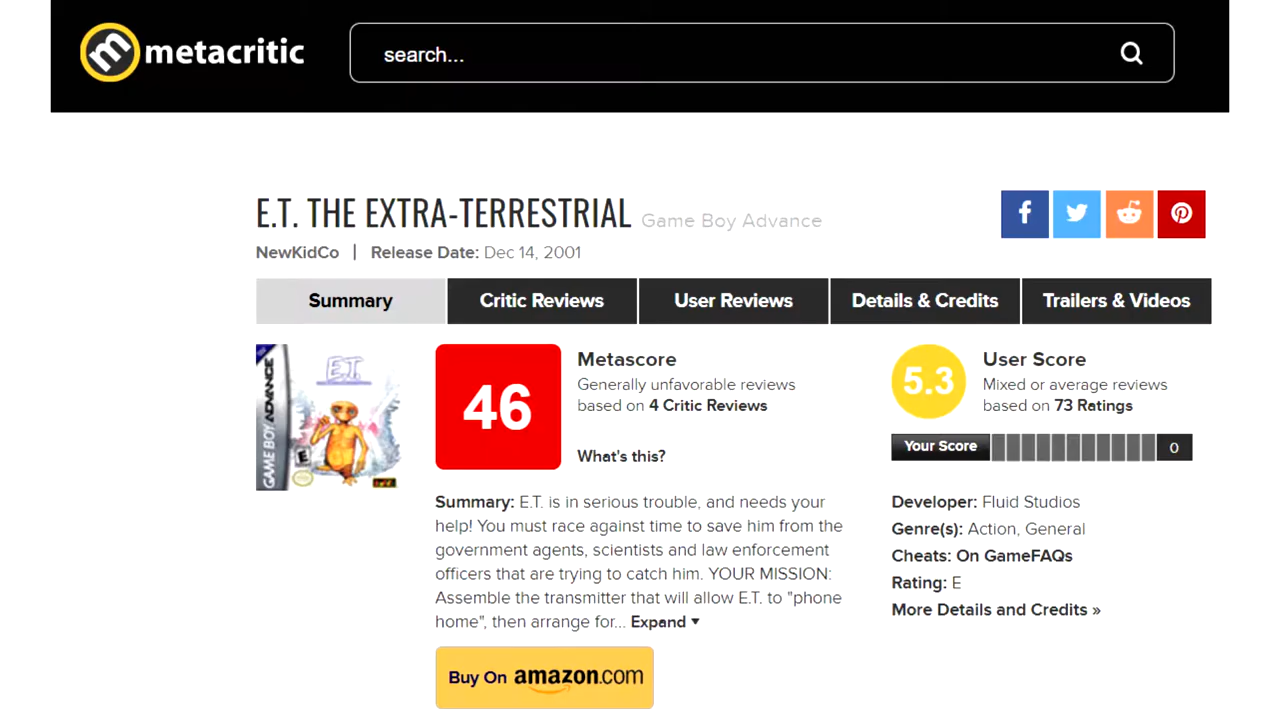 metacritic
search...
E.T. THE EXTRA-TERRESTRIAL Game Boy Advance
NewKidCo | Release Date: Dec 14, 2001
Summary Critic Reviews User Reviews Details & Credits Trailers & Videos
GAME BOY ADVANCE
E.T.
E
46
Metascore
Generally unfavorable reviews
based on 4 Critic Reviews
What's this?
5.3
User Score
Mixed or average reviews
based on 73 Ratings
Your Score 0
Summary: E.T. is in serious trouble, and needs your
help! You must race against time to save him from the
government agents, scientists and law enforcement
officers that are trying to catch him. YOUR MISSION:
Assemble the transmitter that will allow E.T. to "phone
home", then arrange for... Expand ▼
Buy On amazon.com
Developer: Fluid Studios
Genre(s): Action, General
Cheats: On GameFAQs
Rating: E
More Details and Credits »